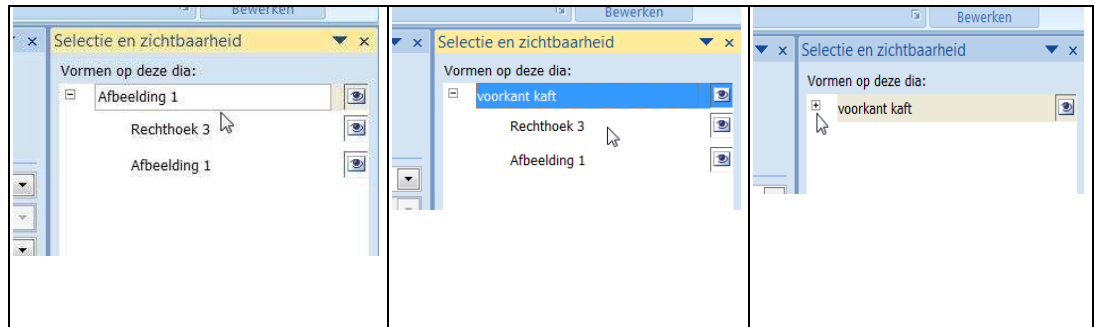 Bewerken
Selectie en zichtbaarheid
Vormen op deze dia:
Afbeelding 1
Rechthoek 3
Afbeelding 1
Bewerken
Selectie en zichtbaarheid
Vormen op deze dia:
voorkant kaft
Rechthoek 3
Afbeelding 1
Bewerken
Selectie en zichtbaarheid
Vormen op deze dia:
voorkant kaft